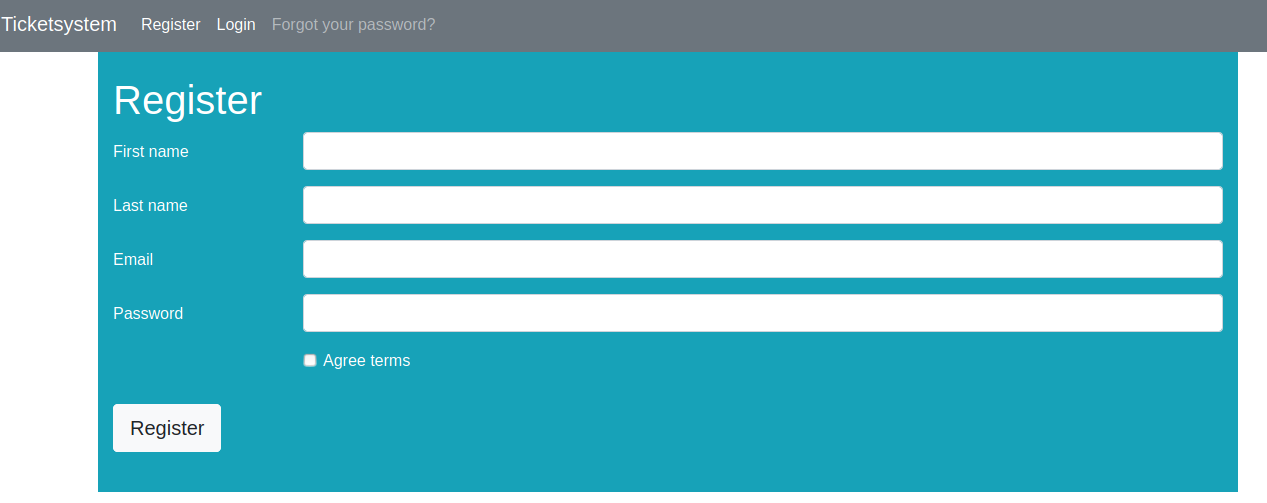 Ticketsystem Register Login Forgot your password?
Register
First name
Last name
Email
Password
Agree terms
Register